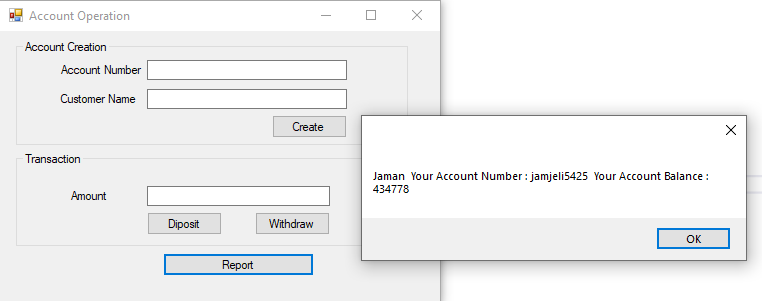 Account Operation
Account Creation
Account Number
Customer Name
Create
Transaction
Amount
Diposit
Withdraw
Report
Jaman  Your Account Number : jamjeli5425  Your Account Balance :
434778
OK